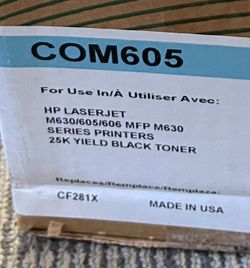 COM605
For Use In/À Utiliser Avec:
HP LASERJET
M630/605/606 MFP M630
SERIES PRINTERS
25K YIELD BLACK TONER
Replaces/Remplace/Remplaza:
CF281X MADE IN USA